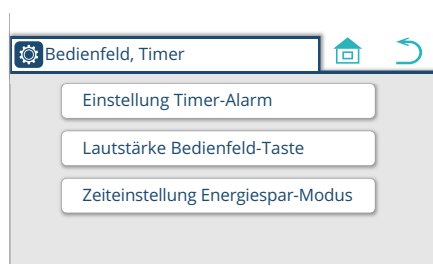 Bedienfeld, Timer
Einstellung Timer-Alarm
Lautstärke Bedienfeld-Taste
Zeiteinstellung Energiespar-Modus